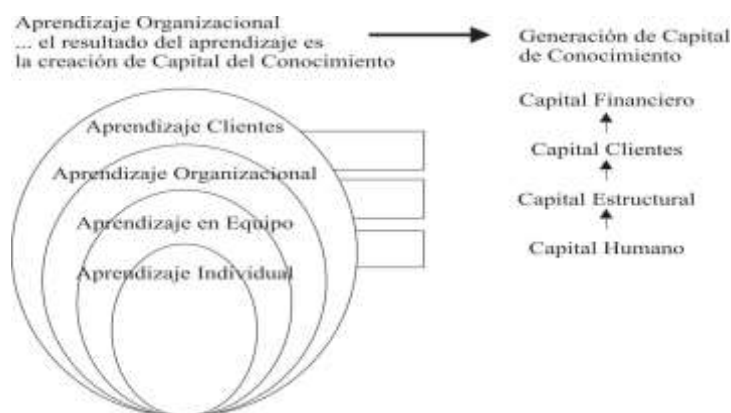 Aprendizaje Organizacional
... el resultado del aprendizaje es
la creación de Capital del Conocimiento
Generación de Capital
de Conocimiento
Aprendizaje Clientes
Aprendizaje Organizacional
Aprendizaje en Equipo
Aprendizaje Individual
Capital Financiero
Capital Clientes
Capital Estructural
Capital Humano